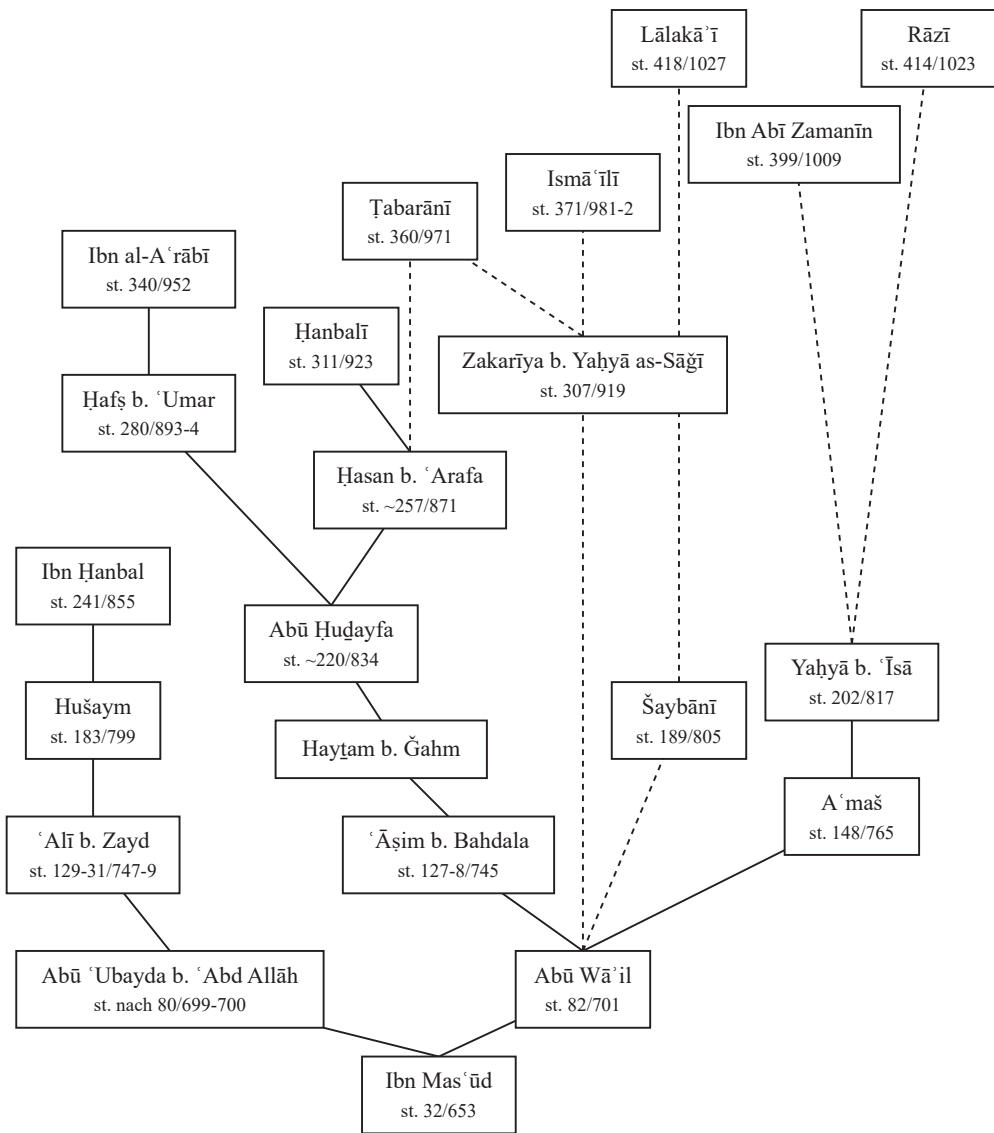 Lālakāʾī
st. 418/1027
Rāzī
st. 414/1023
Ibn Abī Zamanīn
st. 399/1009
Ismāʿīlī
st. 371/981-2
Ṭabarānī
st. 360/971
Ibn al-Aʿrābī
st. 340/952
Ḥanbalī
st. 311/923
Zakarīya b. Yaḥyā as-Sāǧī
st. 307/919
Ḥafṣ b. ʿUmar
st. 280/893-4
Ḥasan b. ʿArafa
st. ~257/871
Ibn Ḥanbal
st. 241/855
Abū Ḥuḏayfa
st. ~220/834
Yaḥyā b. ʿĪsā
st. 202/817
Hušaym
st. 183/799
Šaybānī
st. 189/805
Hayṯam b. Ǧahm
Aʿmaš
st. 148/765
ʿAlī b. Zayd
st. 129-31/747-9
ʿĀṣim b. Bahdala
st. 127-8/745
Abū ʿUbayda b. ʿAbd Allāh
st. nach 80/699-700
Abū Wāʾil
st. 82/701
Ibn Masʿūd
st. 32/653